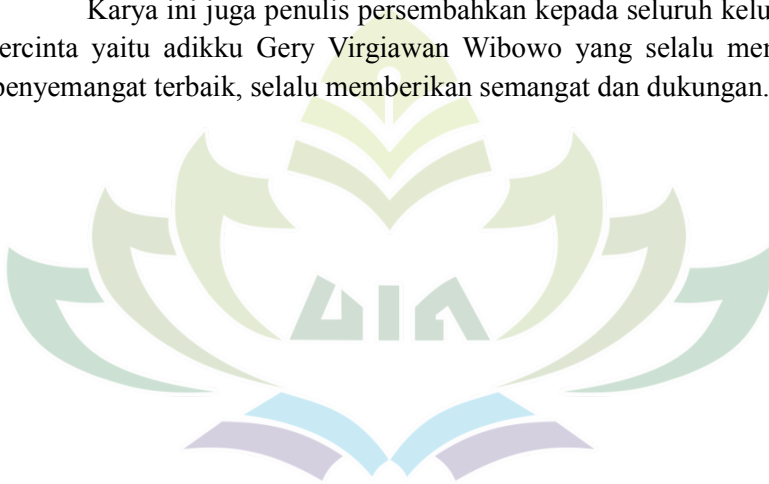 Karya ini juga penulis persembahkan kepada seluruh kelu
ercinta yaitu adikku Gery Virgiawan Wibowo yang selalu mer
penyemangat terbaik, selalu memberikan semangat dan dukungan.
UIN